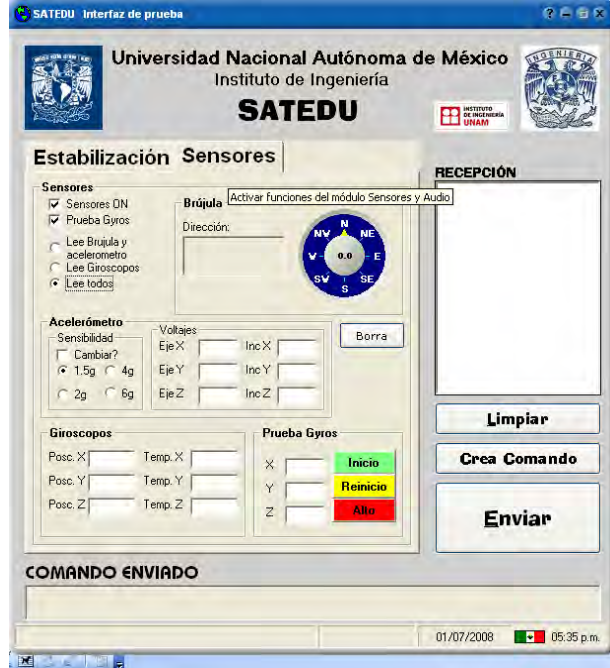 SATEDU Interfaz de prueba
Universidad Nacional Autónoma de México
Instituto de Ingeniería
SATEDU
INSTITUTO
DE INGENIERÍA
UNAM
Estabilización Sensores
RECEPCIÓN
Sensores
Sensores ON
Prueba Gyros
Lee Brujula y
acelerometro
Lee Giroscopos
Lee todos
Brújula
Activar funciones del módulo Sensores y Audio
Dirección:
N
NV NE
V 0.0 E
SV SE
S
Acelerómetro
Sensibilidad
Cambiar?
1.5g 4g
2g 6g
Voltajes
Eje X Inc X
Eje Y Inc Y
Eje Z Inc Z
Borra
Limpiar
Giroscopos
Posc. X Temp. X
Posc. Y Temp. Y
Posc. Z Temp. Z
Prueba Gyros
X Inicio
Y Reinicio
Z Alto
Crea Comando
Enviar
COMANDO ENVIADO
01/07/2008 05:35 p.m.